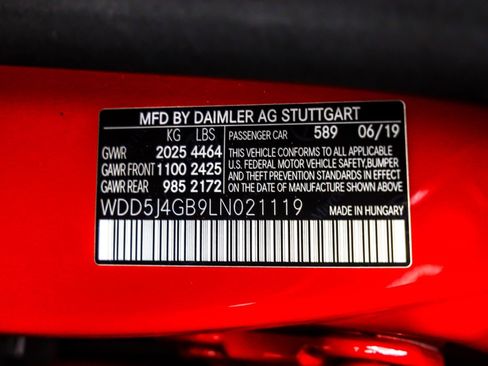 MFD BY DAIMLER AG STUTTGART
KG LBS
GVWR 2025 4464
GAWR FRONT 1100 2425
GAWR REAR 985 2172
PASSENGER CAR 589 06/19
THIS VEHICLE CONFORMS TO ALL APPLICABLE
U.S. FEDERAL MOTOR VEHICLE SAFETY, BUMPER
AND THEFT PREVENTION STANDARDS IN EFFECT
ON THE DATE OF MANUFACTURE SHOWN ABOVE.
WDD5J4GB9LN021119 MADE IN HUNGARY